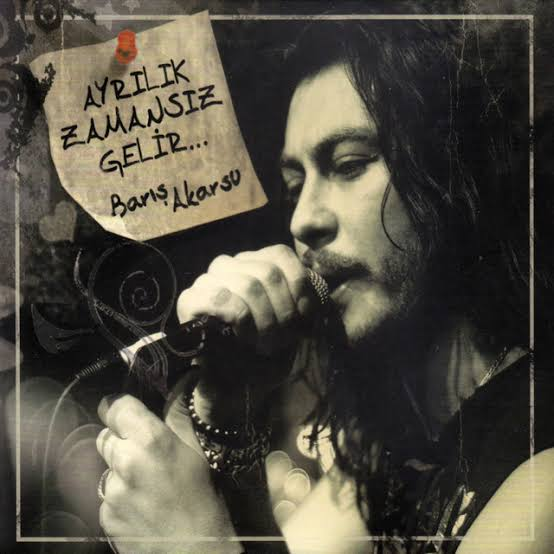 AYRILIK
ZAMANSIZ
GELİR...
Barış Akarsu